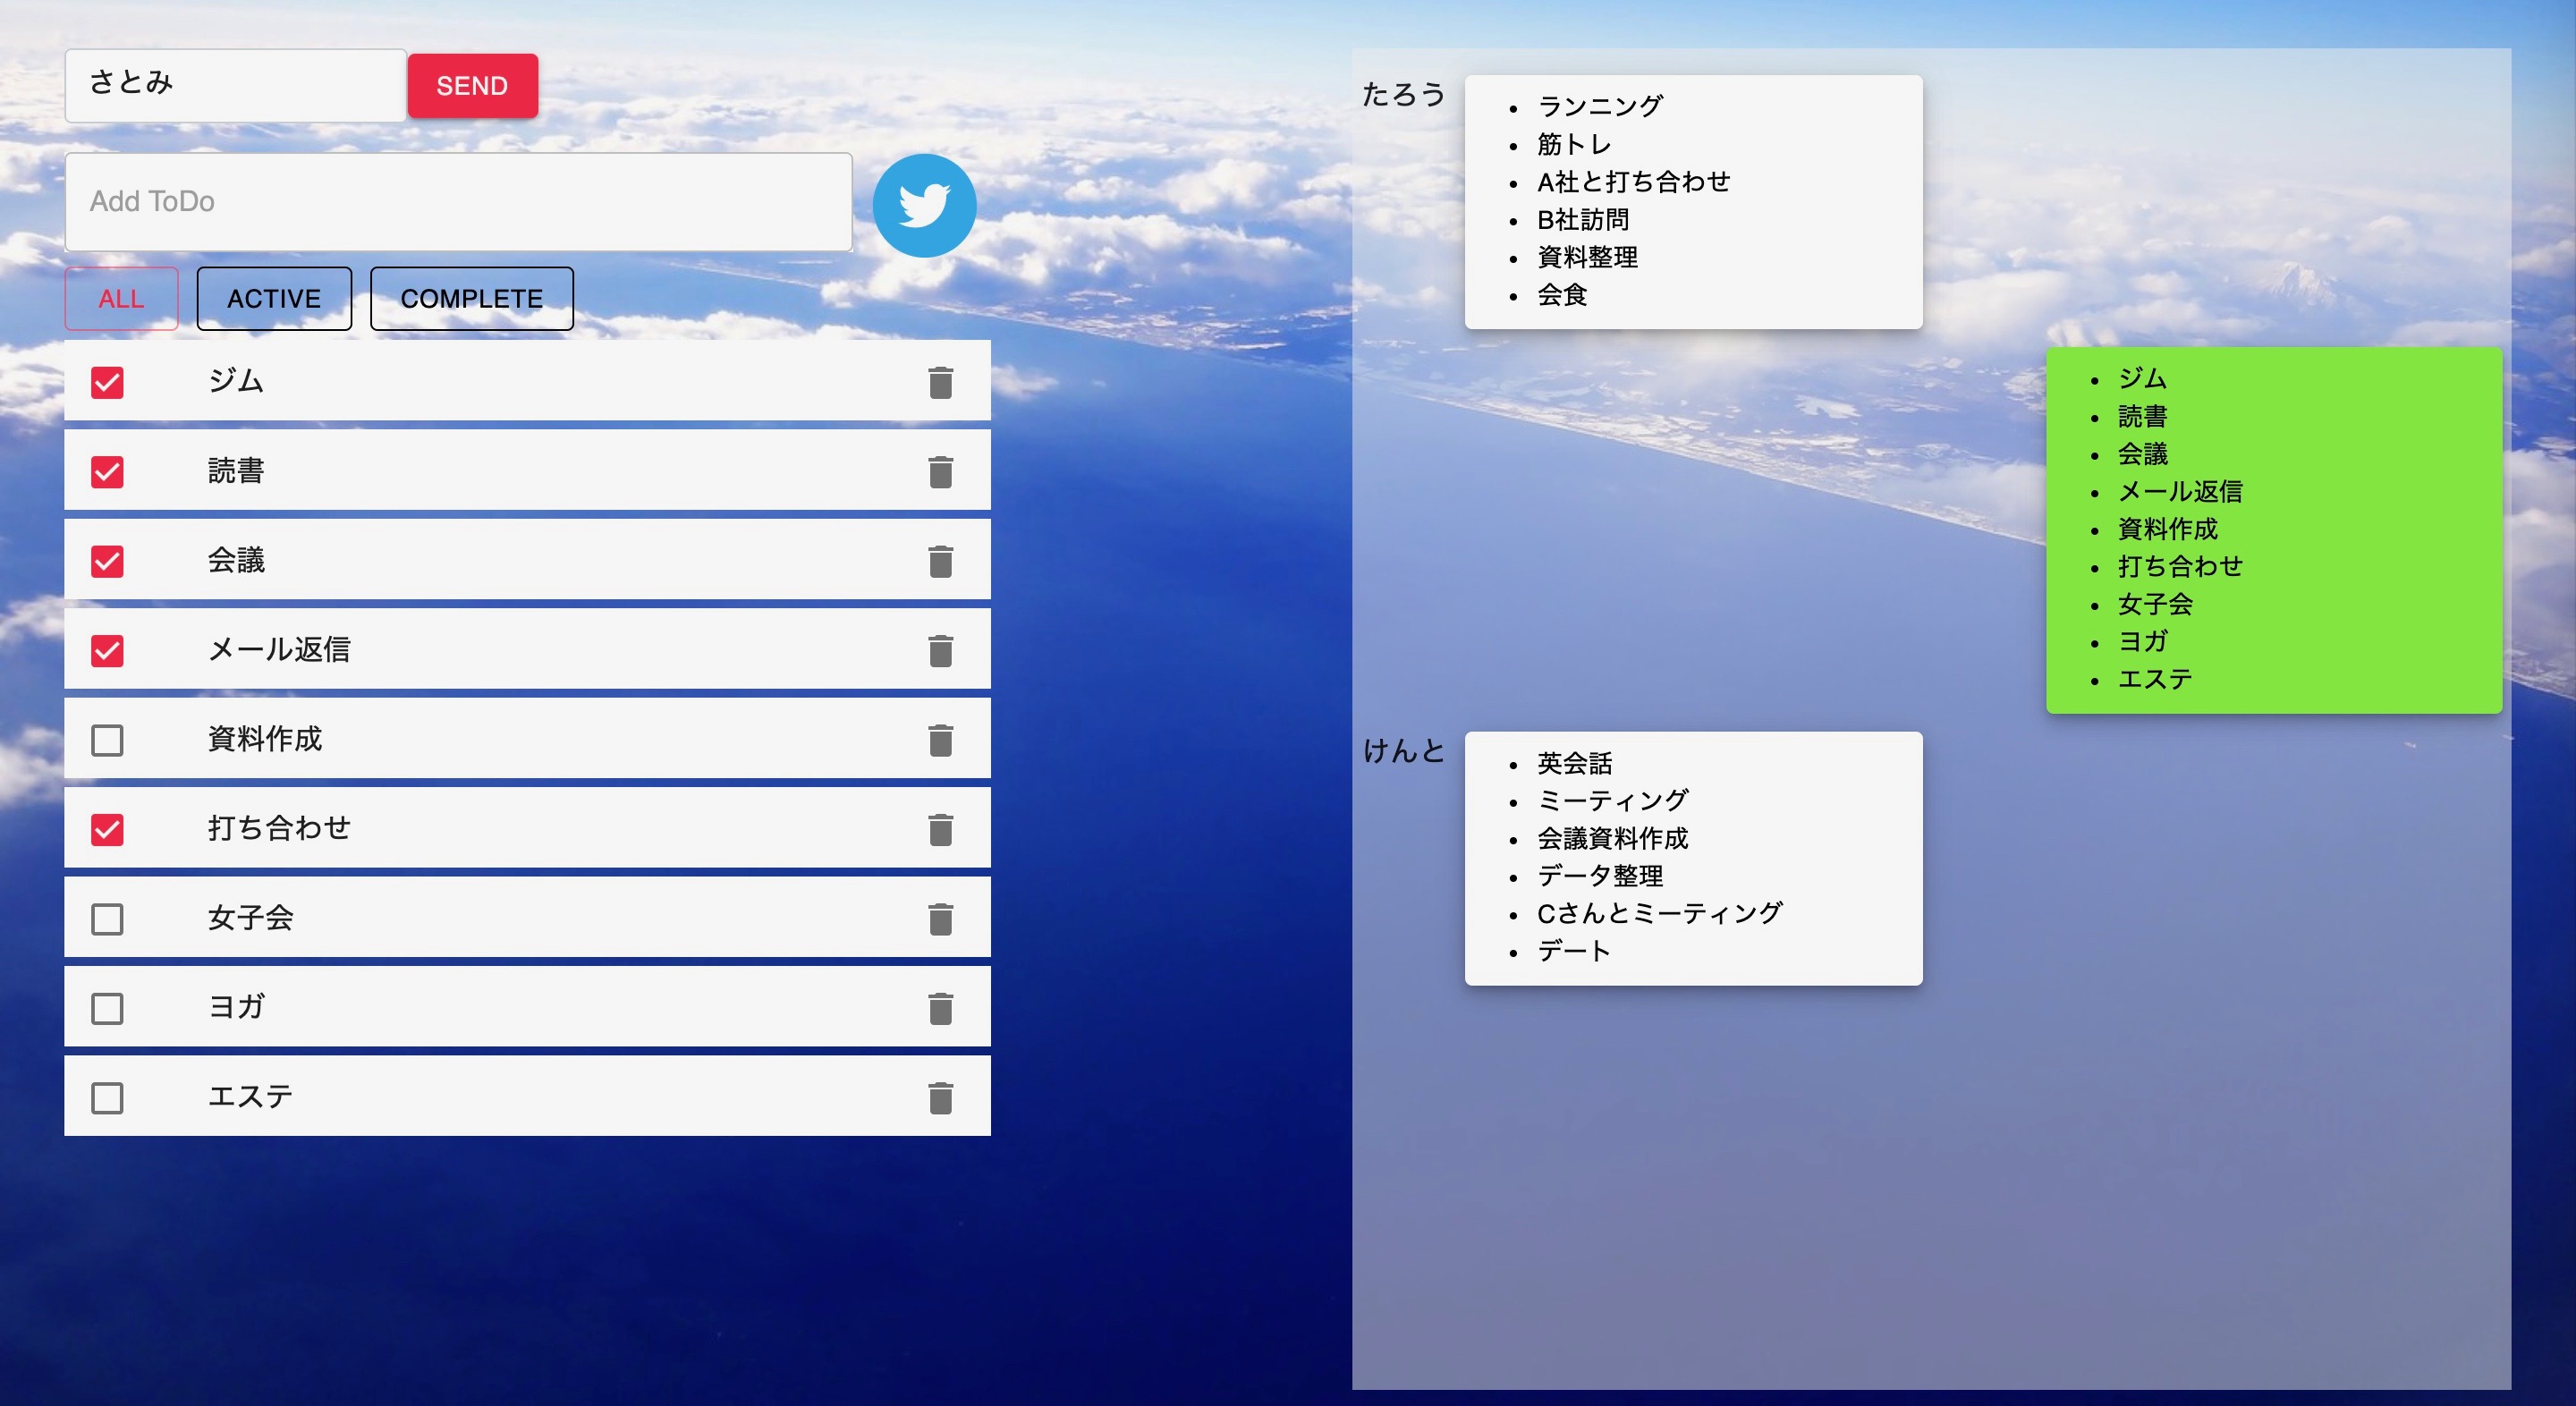 さとみ
SEND
Add ToDo
ALL
ACTIVE
COMPLETE
ジム
読書
会議
メール返信
資料作成
打ち合わせ
女子会
ヨガ
エステ
たろう
ランニング
筋トレ
A社と打ち合わせ
B社訪問
資料整理
会食
ジム
読書
会議
メール返信
資料作成
打ち合わせ
女子会
ヨガ
エステ
けんと
英会話
ミーティング
会議資料作成
データ整理
Cさんとミーティング
デート